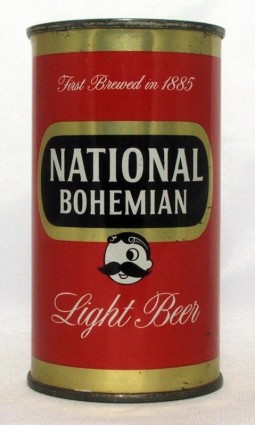 First Brewed in 1885
NATIONAL
BOHEMIAN
Light Beer